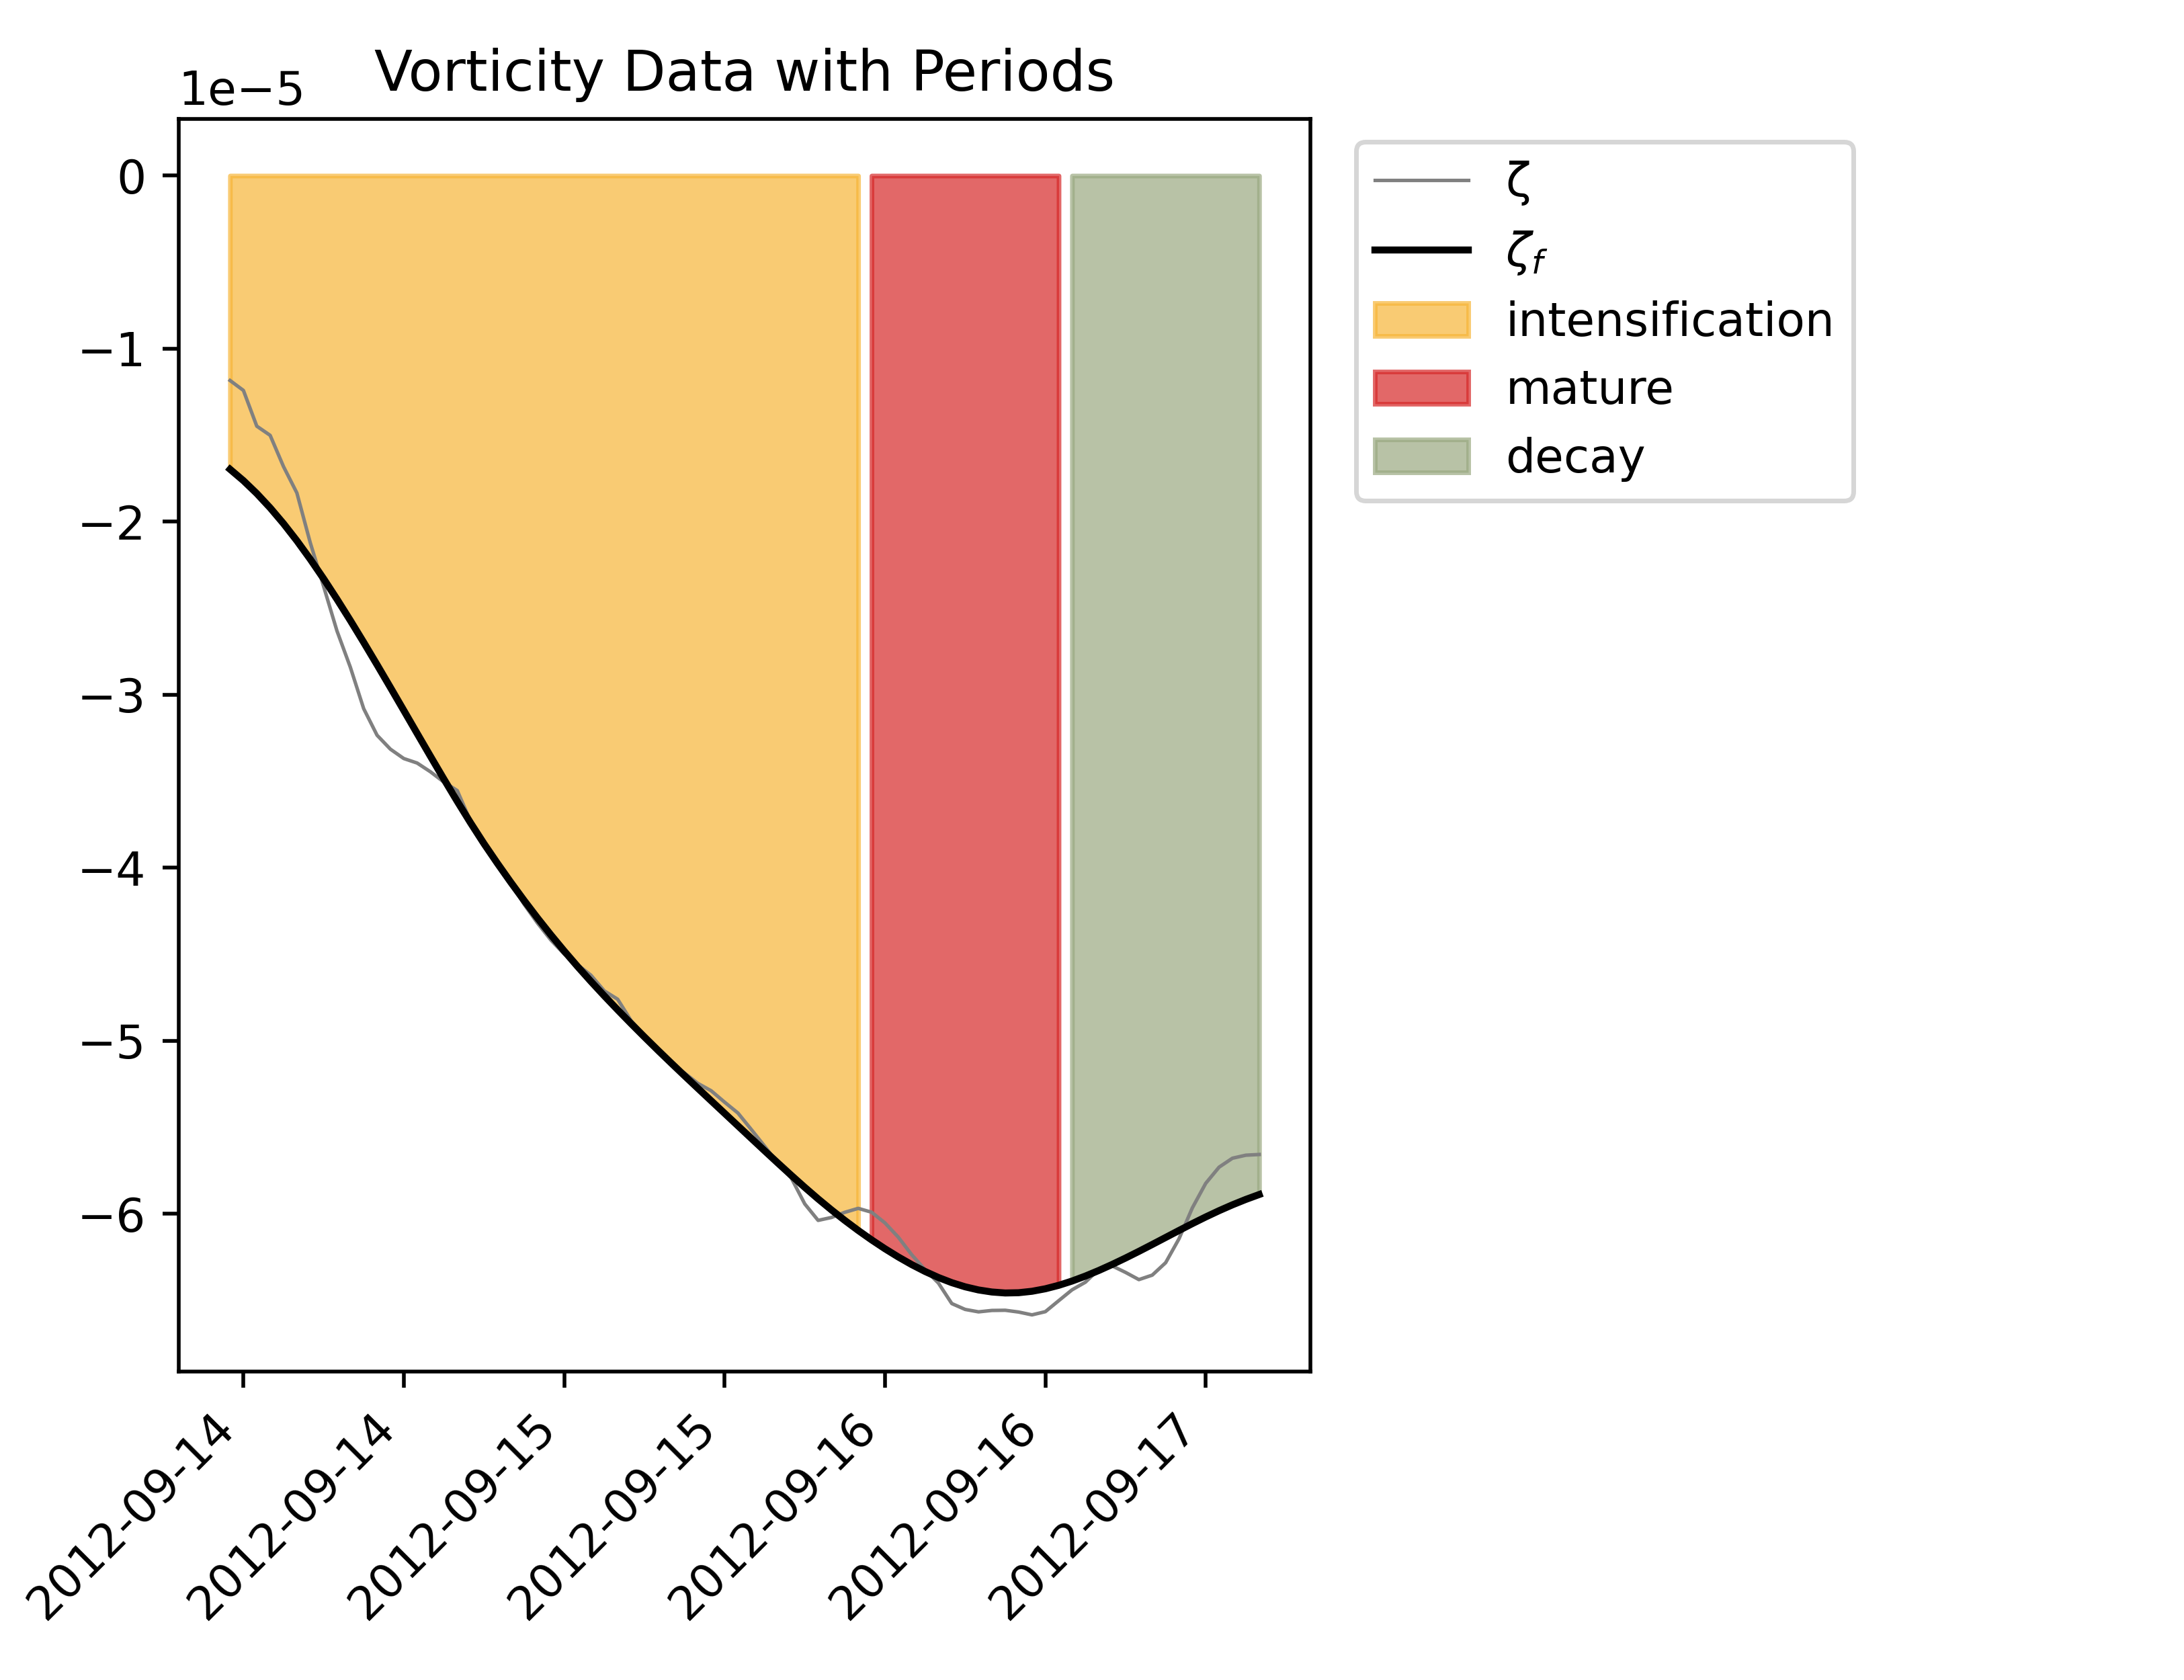 Vorticity Data with Periods
1e−5
0
−1
−2
−3
−4
−5
−6
2012-09-14
2012-09-14
2012-09-15
2012-09-15
2012-09-16
2012-09-16
2012-09-17
ζ
ζf
intensification
mature
decay